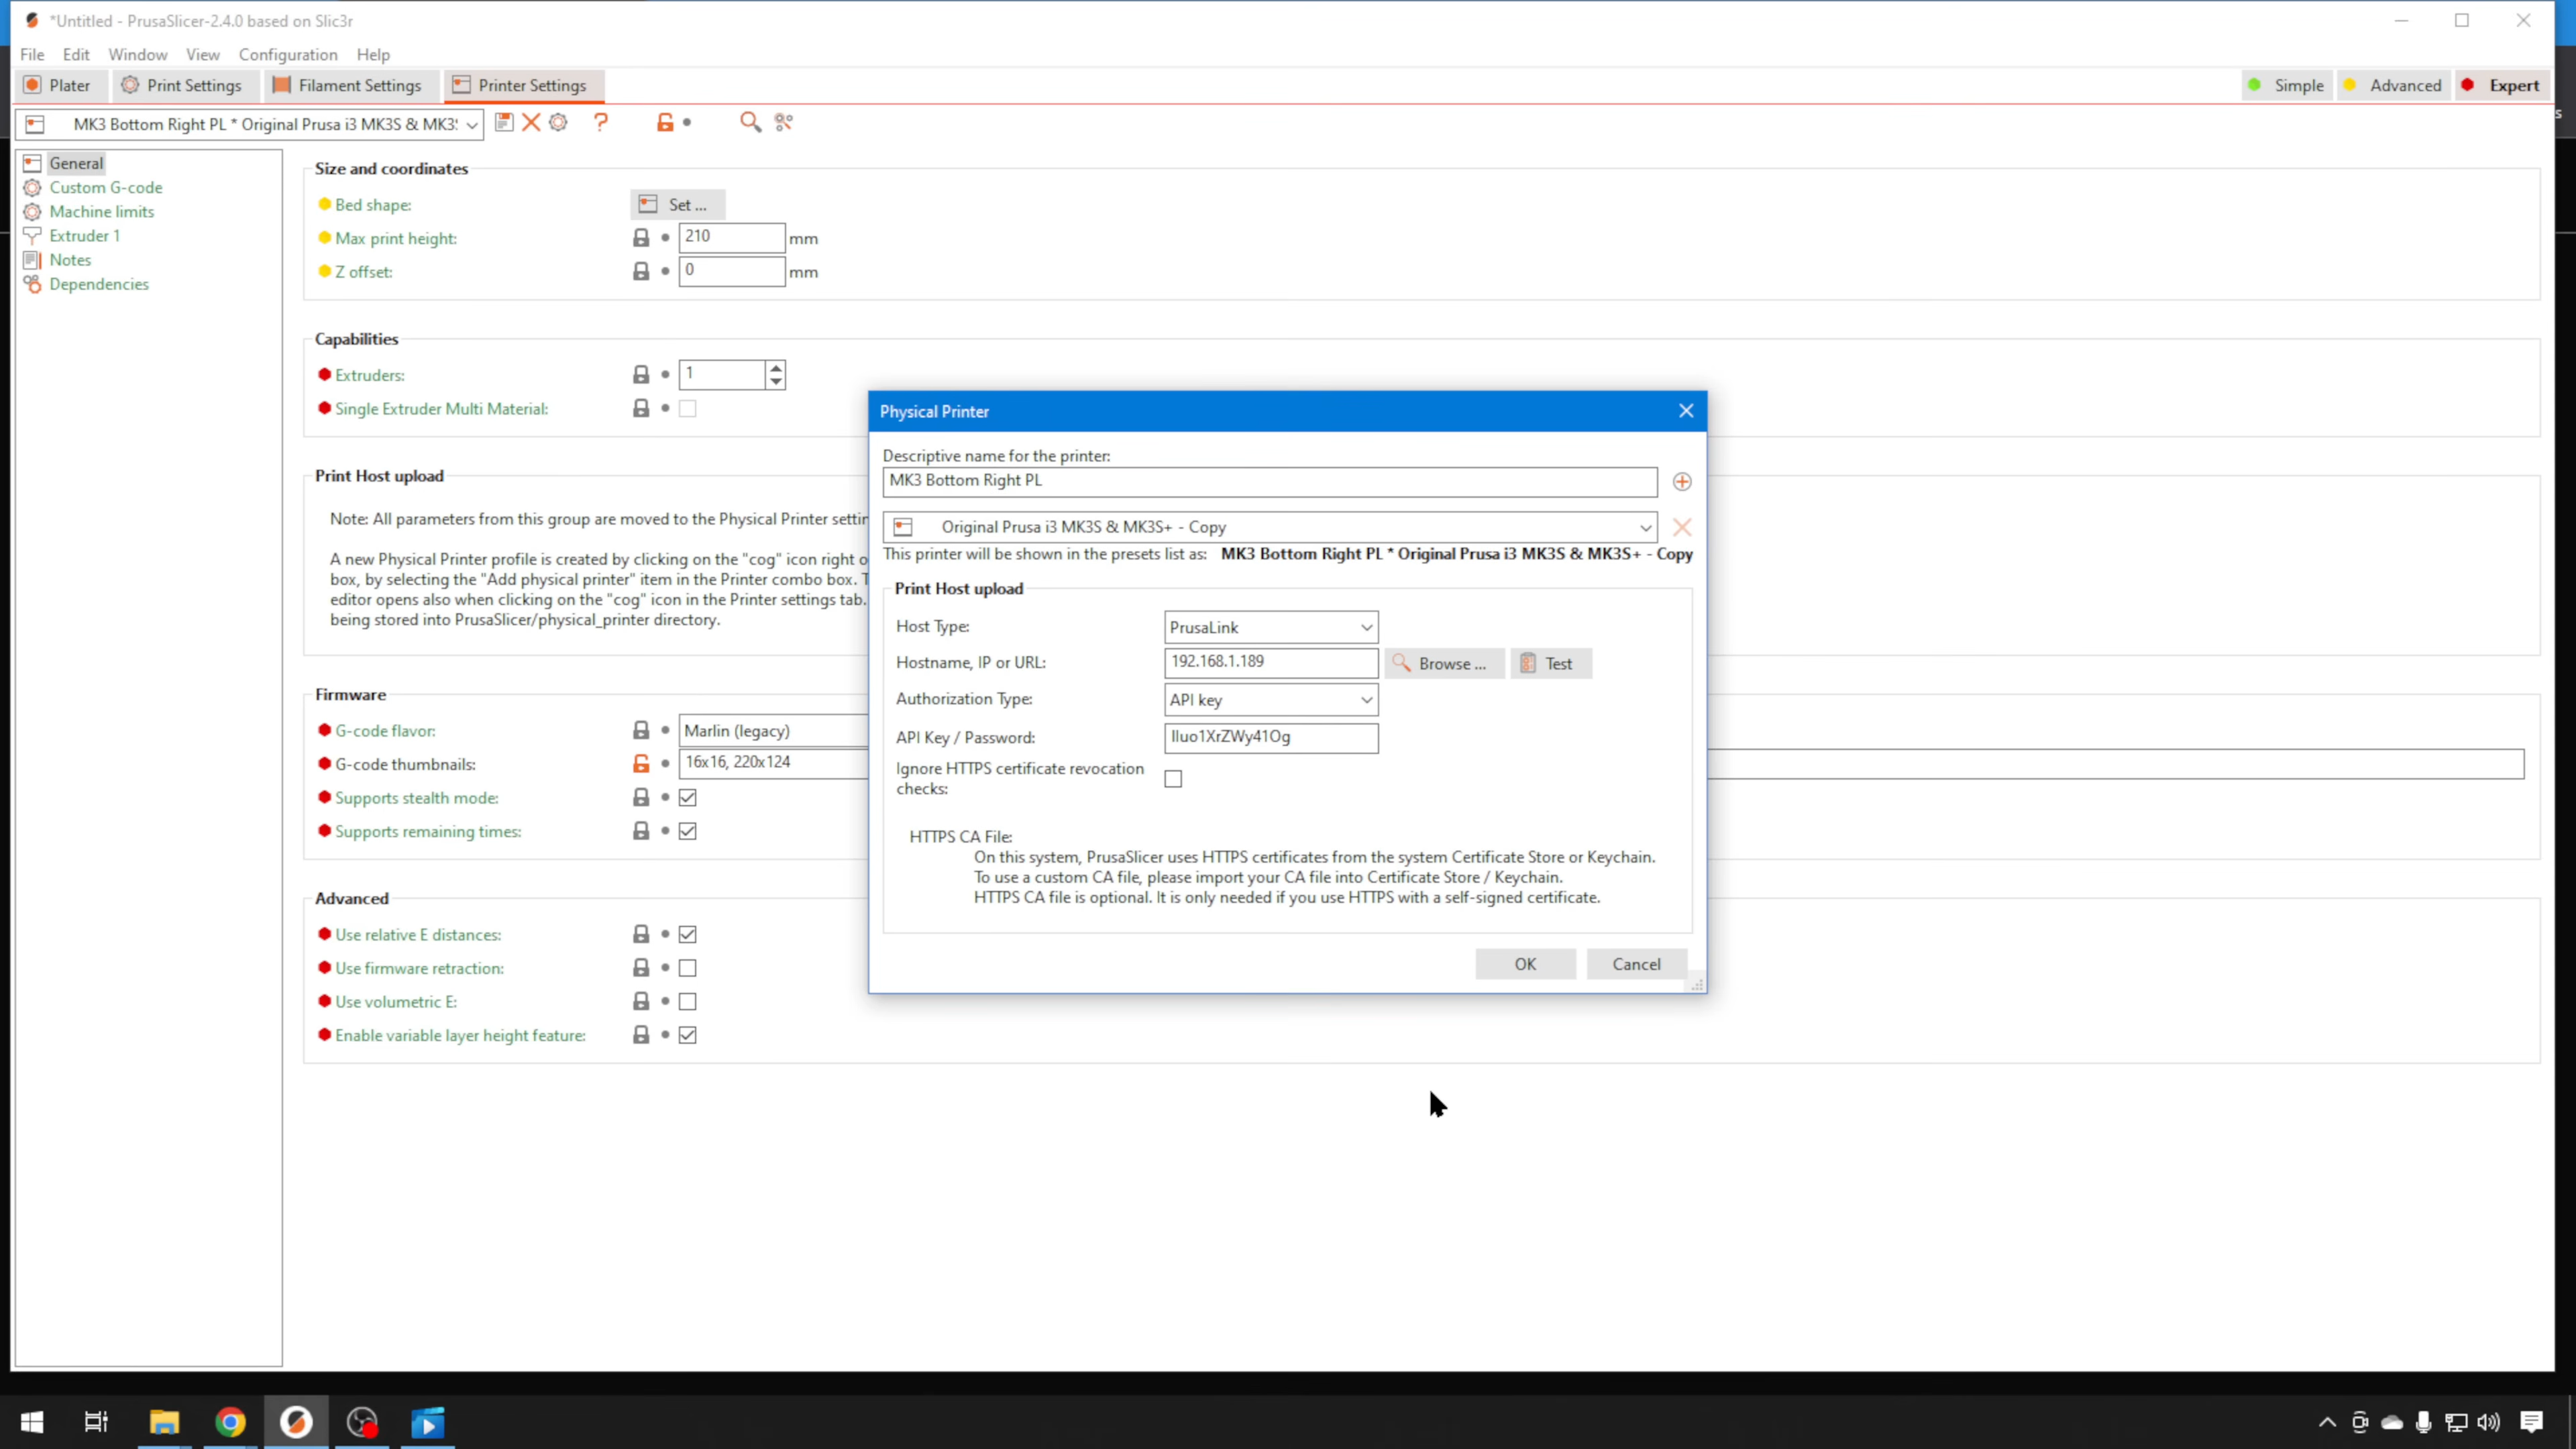 *Untitled - PrusaSlicer-2.4.0 based on Slic3r
File Edit Window View Configuration Help
Plater Print Settings Filament Settings Printer Settings Simple Advanced Expert
MK3 Bottom Right PL * Original Prusa i3 MK3S & MK3S
General
Custom G-code
Machine limits
Extruder 1
Notes
Dependencies
Size and coordinates
Bed shape: Set ...
Max print height: 210 mm
Z offset: 0 mm
Capabilities
Extruders: 1
Single Extruder Multi Material:
Print Host upload
Note: All parameters from this group are moved to the Physical Printer settin
A new Physical Printer profile is created by clicking on the "cog" icon right o
box, by selecting the "Add physical printer" item in the Printer combo box. T
editor opens also when clicking on the "cog" icon in the Printer settings tab.
being stored into PrusaSlicer/physical_printer directory.
Firmware
G-code flavor: Marlin (legacy)
G-code thumbnails: 16x16, 220x124
Supports stealth mode:
Supports remaining times:
Advanced
Use relative E distances:
Use firmware retraction:
Use volumetric E:
Enable variable layer height feature:
Physical Printer
Descriptive name for the printer:
MK3 Bottom Right PL
Original Prusa i3 MK3S & MK3S+ - Copy
This printer will be shown in the presets list as: MK3 Bottom Right PL * Original Prusa i3 MK3S & MK3S+ - Copy
Print Host upload
Host Type: PrusaLink
Hostname, IP or URL: 192.168.1.189 Browse ... Test
Authorization Type: API key
API Key / Password:
Ignore HTTPS certificate revocation
checks:
HTTPS CA File:
On this system, PrusaSlicer uses HTTPS certificates from the system Certificate Store or Keychain.
To use a custom CA file, please import your CA file into Certificate Store / Keychain.
HTTPS CA file is optional. It is only needed if you use HTTPS with a self-signed certificate.
OK Cancel